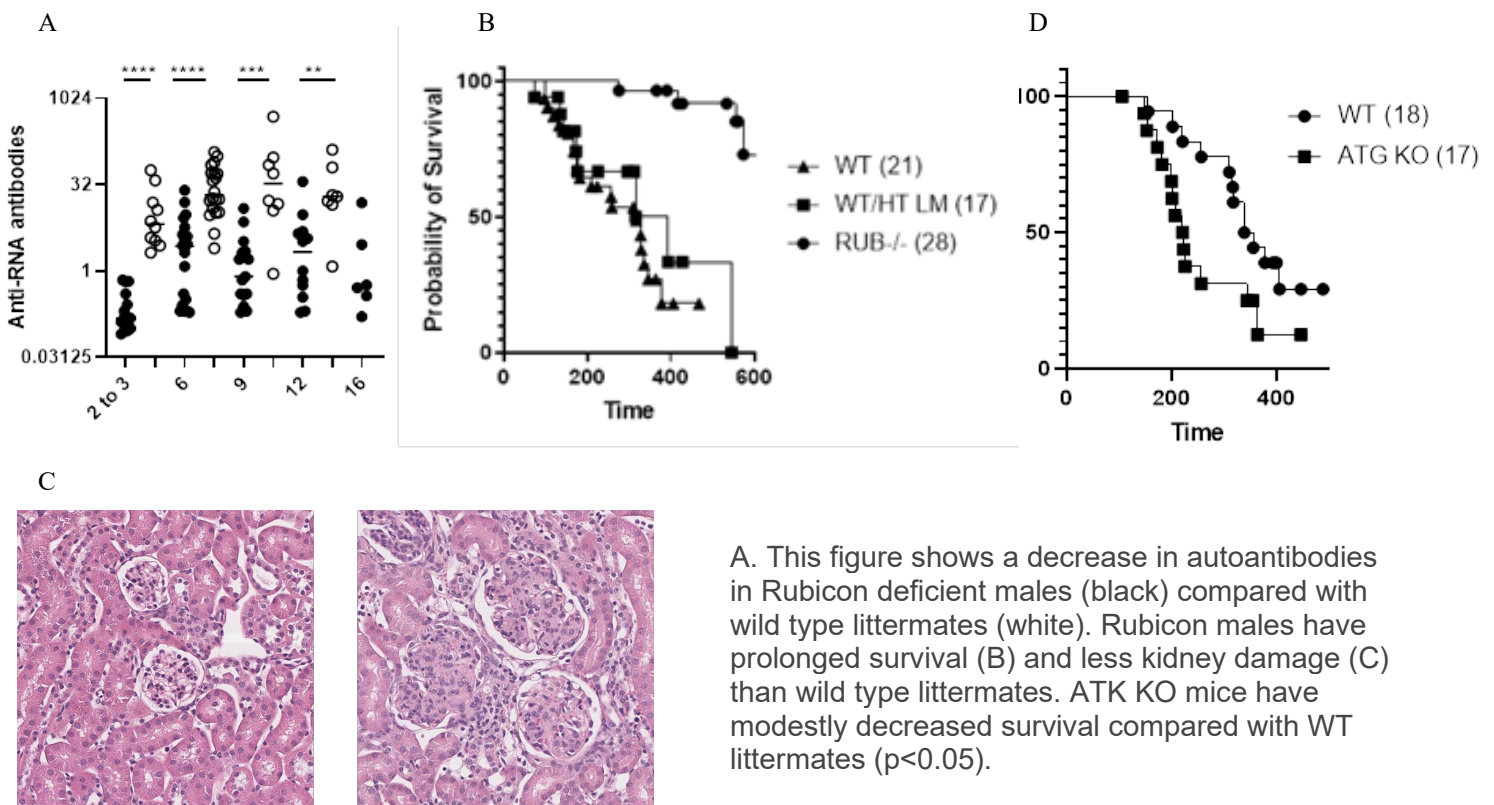 A
B
D
**** **** *** **
1024
32
1
0.03125
Anti-RNA antibodies
2 to 3
6
9
12
16
100
50
0
Probability of Survival
0 200 400 600
Time
WT (21)
WT/HT LM (17)
RUB-/- (28)
100
50
0
0 200 400
Time
WT (18)
ATG KO (17)
C
A. This figure shows a decrease in autoantibodies
in Rubicon deficient males (black) compared with
wild type littermates (white). Rubicon males have
prolonged survival (B) and less kidney damage (C)
than wild type littermates. ATK KO mice have
modestly decreased survival compared with WT
littermates (p<0.05).